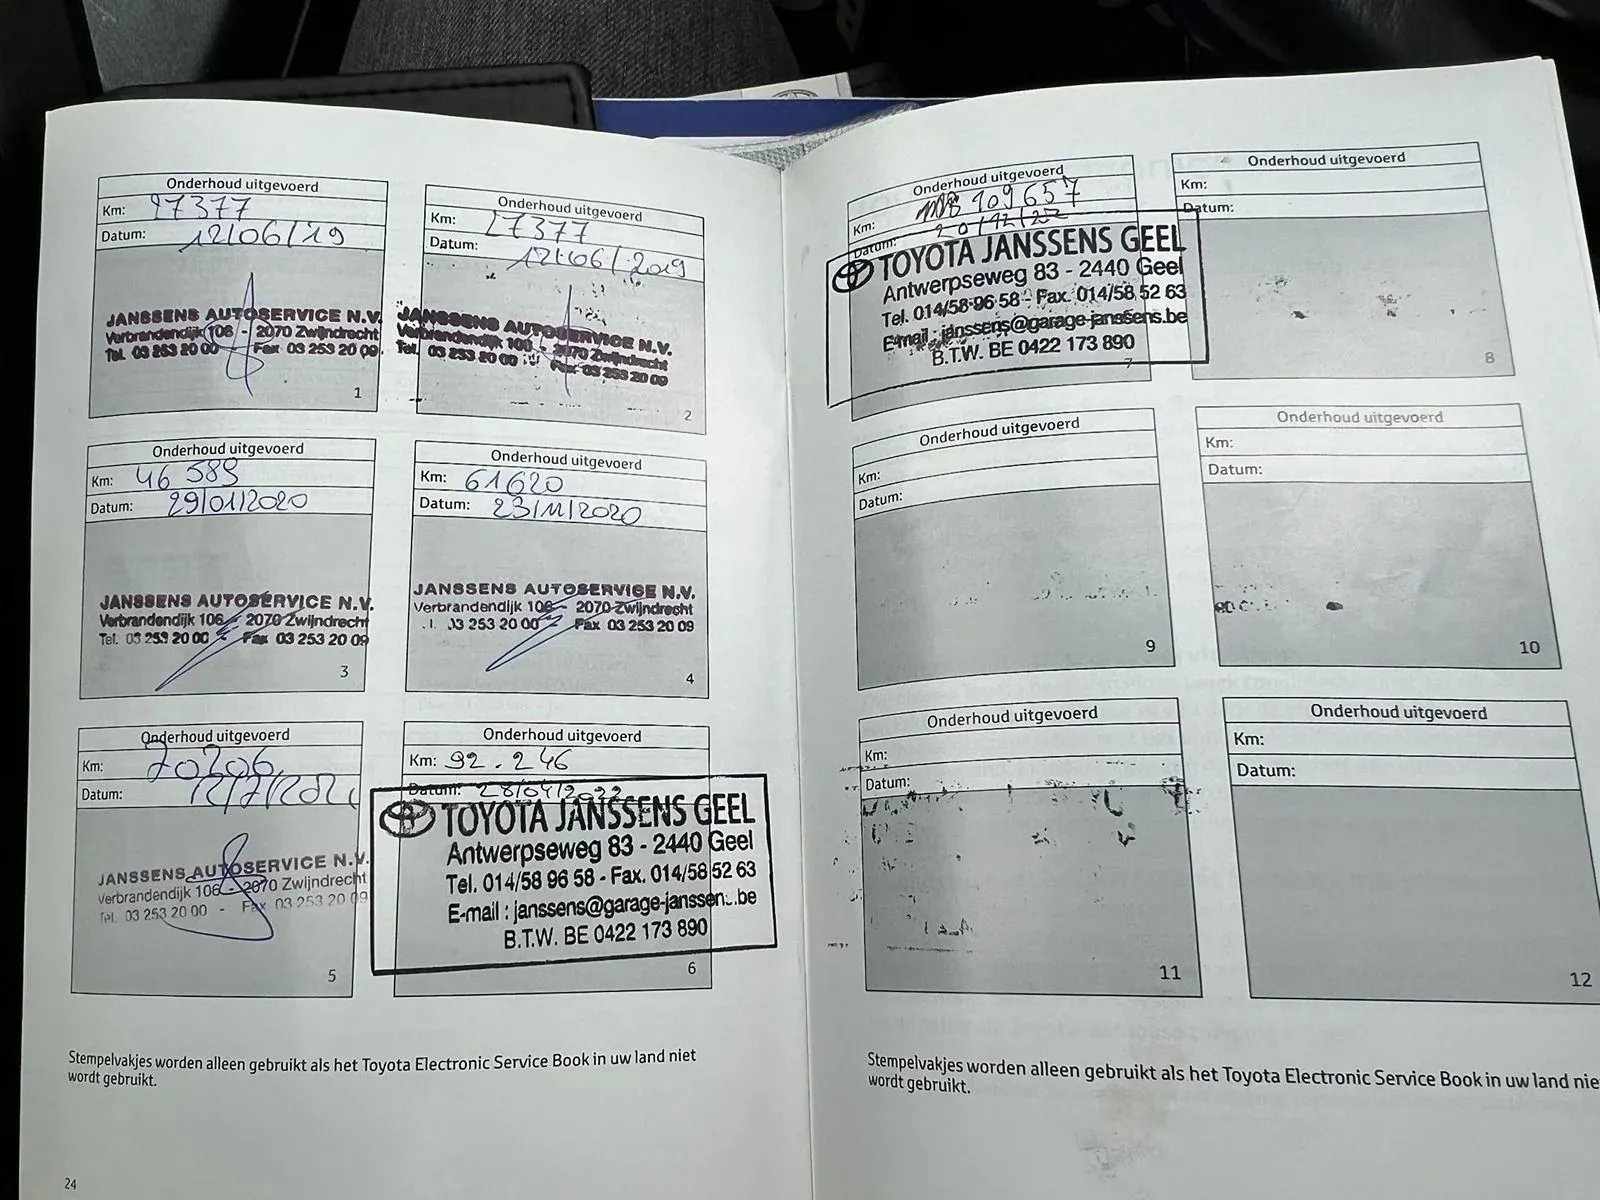 Onderhoud uitgevoerd
Km: 27377
Datum: 12/06/19
JANSSENS AUTOSERVICE N.V.
Verbrandendijk 106 - 2070 Zwijndrecht
Tel. 03 253 20 00 Fax 03 253 20 09
1
Onderhoud uitgevoerd
Km: 27377
Datum: 12/06/2019
JANSSENS AUTOSERVICE N.V.
Verbrandendijk 106 - 2070 Zwijndrecht
Tel. 03 253 20 00 Fax 03 253 20 09
2
Onderhoud uitgevoerd
Km: 46 589
Datum: 29/01/2020
JANSSENS AUTOSERVICE N.V.
Verbrandendijk 106 - 2070 Zwijndrecht
Tel. 03 253 20 00 - Fax 03 253 20 09
3
Onderhoud uitgevoerd
Km: 61620
Datum: 23/11/2020
JANSSENS AUTOSERVICE N.V.
Verbrandendijk 106 - 2070 Zwijndrecht
03 253 20 00 - Fax 03 253 20 09
4
Onderhoud uitgevoerd
Km: 70206
Datum: 12/7/202
JANSSENS AUTOSERVICE N.V.
Verbrandendijk 106 - 2070 Zwijndrecht
Tel. 03 253 20 00 - Fax 03 253 20 09
5
Onderhoud uitgevoerd
Km: 92.246
Datum: 28/04/2022
TOYOTA JANSSENS GEEL
Antwerpseweg 83 - 2440 Geel
Tel. 014/58 96 58 - Fax. 014/58 52 63
E-mail : janssens@garage-janssens.be
B.T.W. BE 0422 173 890
6
Stempelvakjes worden alleen gebruikt als het Toyota Electronic Service Book in uw land niet
wordt gebruikt.
24
Onderhoud uitgevoerd
Km: 109657
Datum: 20/12/22
TOYOTA JANSSENS GEEL
Antwerpseweg 83 - 2440 Geel
Tel. 014/58 96 58 - Fax. 014/58 52 63
E-mail : janssens@garage-janssens.be
B.T.W. BE 0422 173 890
7
Onderhoud uitgevoerd
Km:
Datum:
8
Onderhoud uitgevoerd
Km:
Datum:
9
Onderhoud uitgevoerd
Km:
Datum:
10
Onderhoud uitgevoerd
Km:
Datum:
11
Onderhoud uitgevoerd
Km:
Datum:
12
Stempelvakjes worden alleen gebruikt als het Toyota Electronic Service Book in uw land nie
wordt gebruikt.